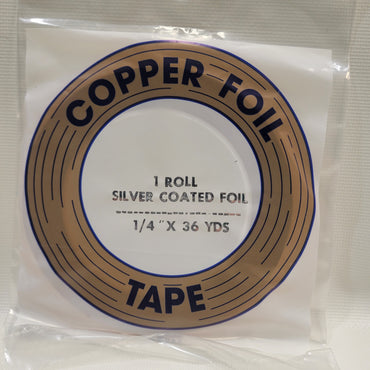 COPPER FOIL
1 ROLL
SILVER COATED FOIL
1/4" X 36 YDS
TAPE